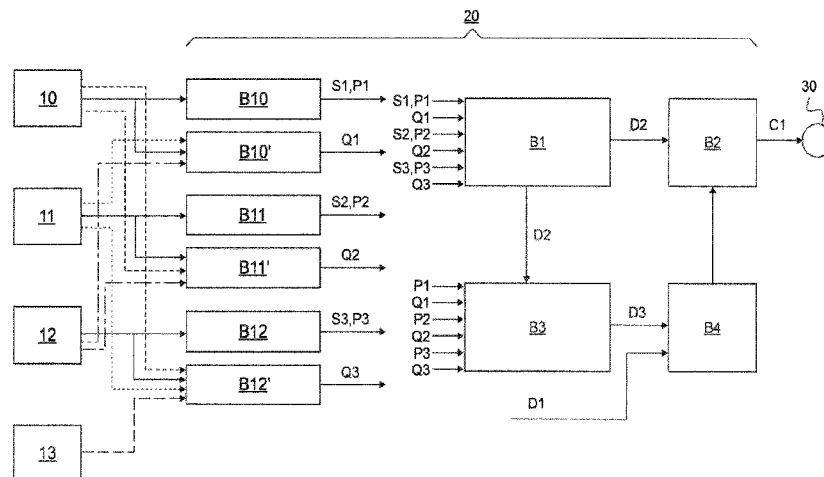 20
10
B10
S1,P1
B10'
Q1
11
B11
S2,P2
B11'
Q2
12
B12
S3,P3
B12'
Q3
13
S1,P1
Q1
S2,P2
Q2
S3,P3
Q3
B1
D2
B2
C1
30
D2
P1
Q1
P2
Q2
P3
Q3
B3
D3
B4
D1